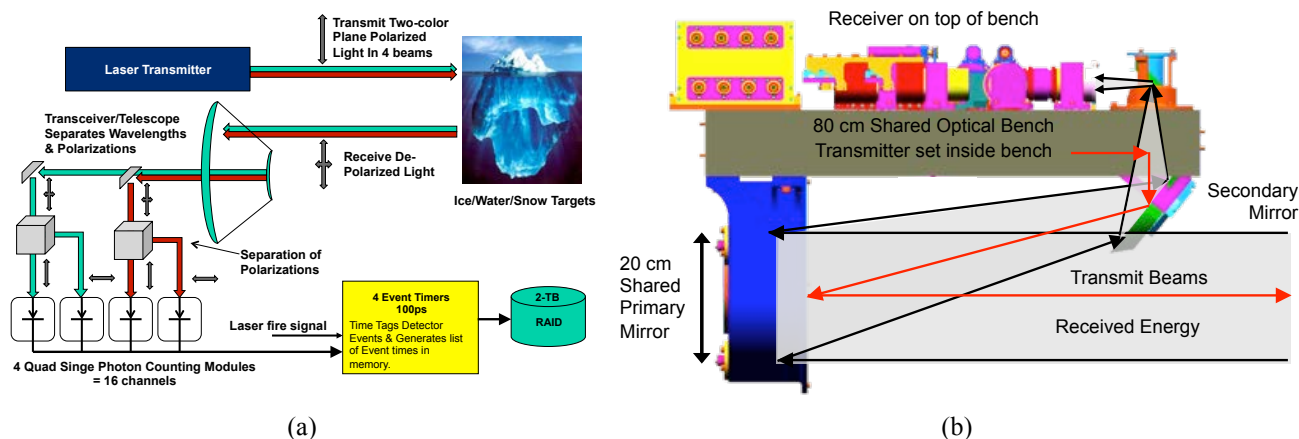 Transmit Two-color
Plane Polarized
Light In 4 beams
Laser Transmitter
Transceiver/Telescope
Separates Wavelengths
& Polarizations
Receive De-
Polarized Light
Ice/Water/Snow Targets
Separation of
Polarizations
4 Event Timers
100ps
Time Tags Detector
Events & Generates list
of Event times in
memory.
2-TB
RAID
Laser fire signal
4 Quad Singe Photon Counting Modules
= 16 channels
(a)
Receiver on top of bench
80 cm Shared Optical Bench
Transmitter set inside bench
Secondary
Mirror
20 cm
Shared
Primary
Mirror
Transmit Beams
Received Energy
(b)